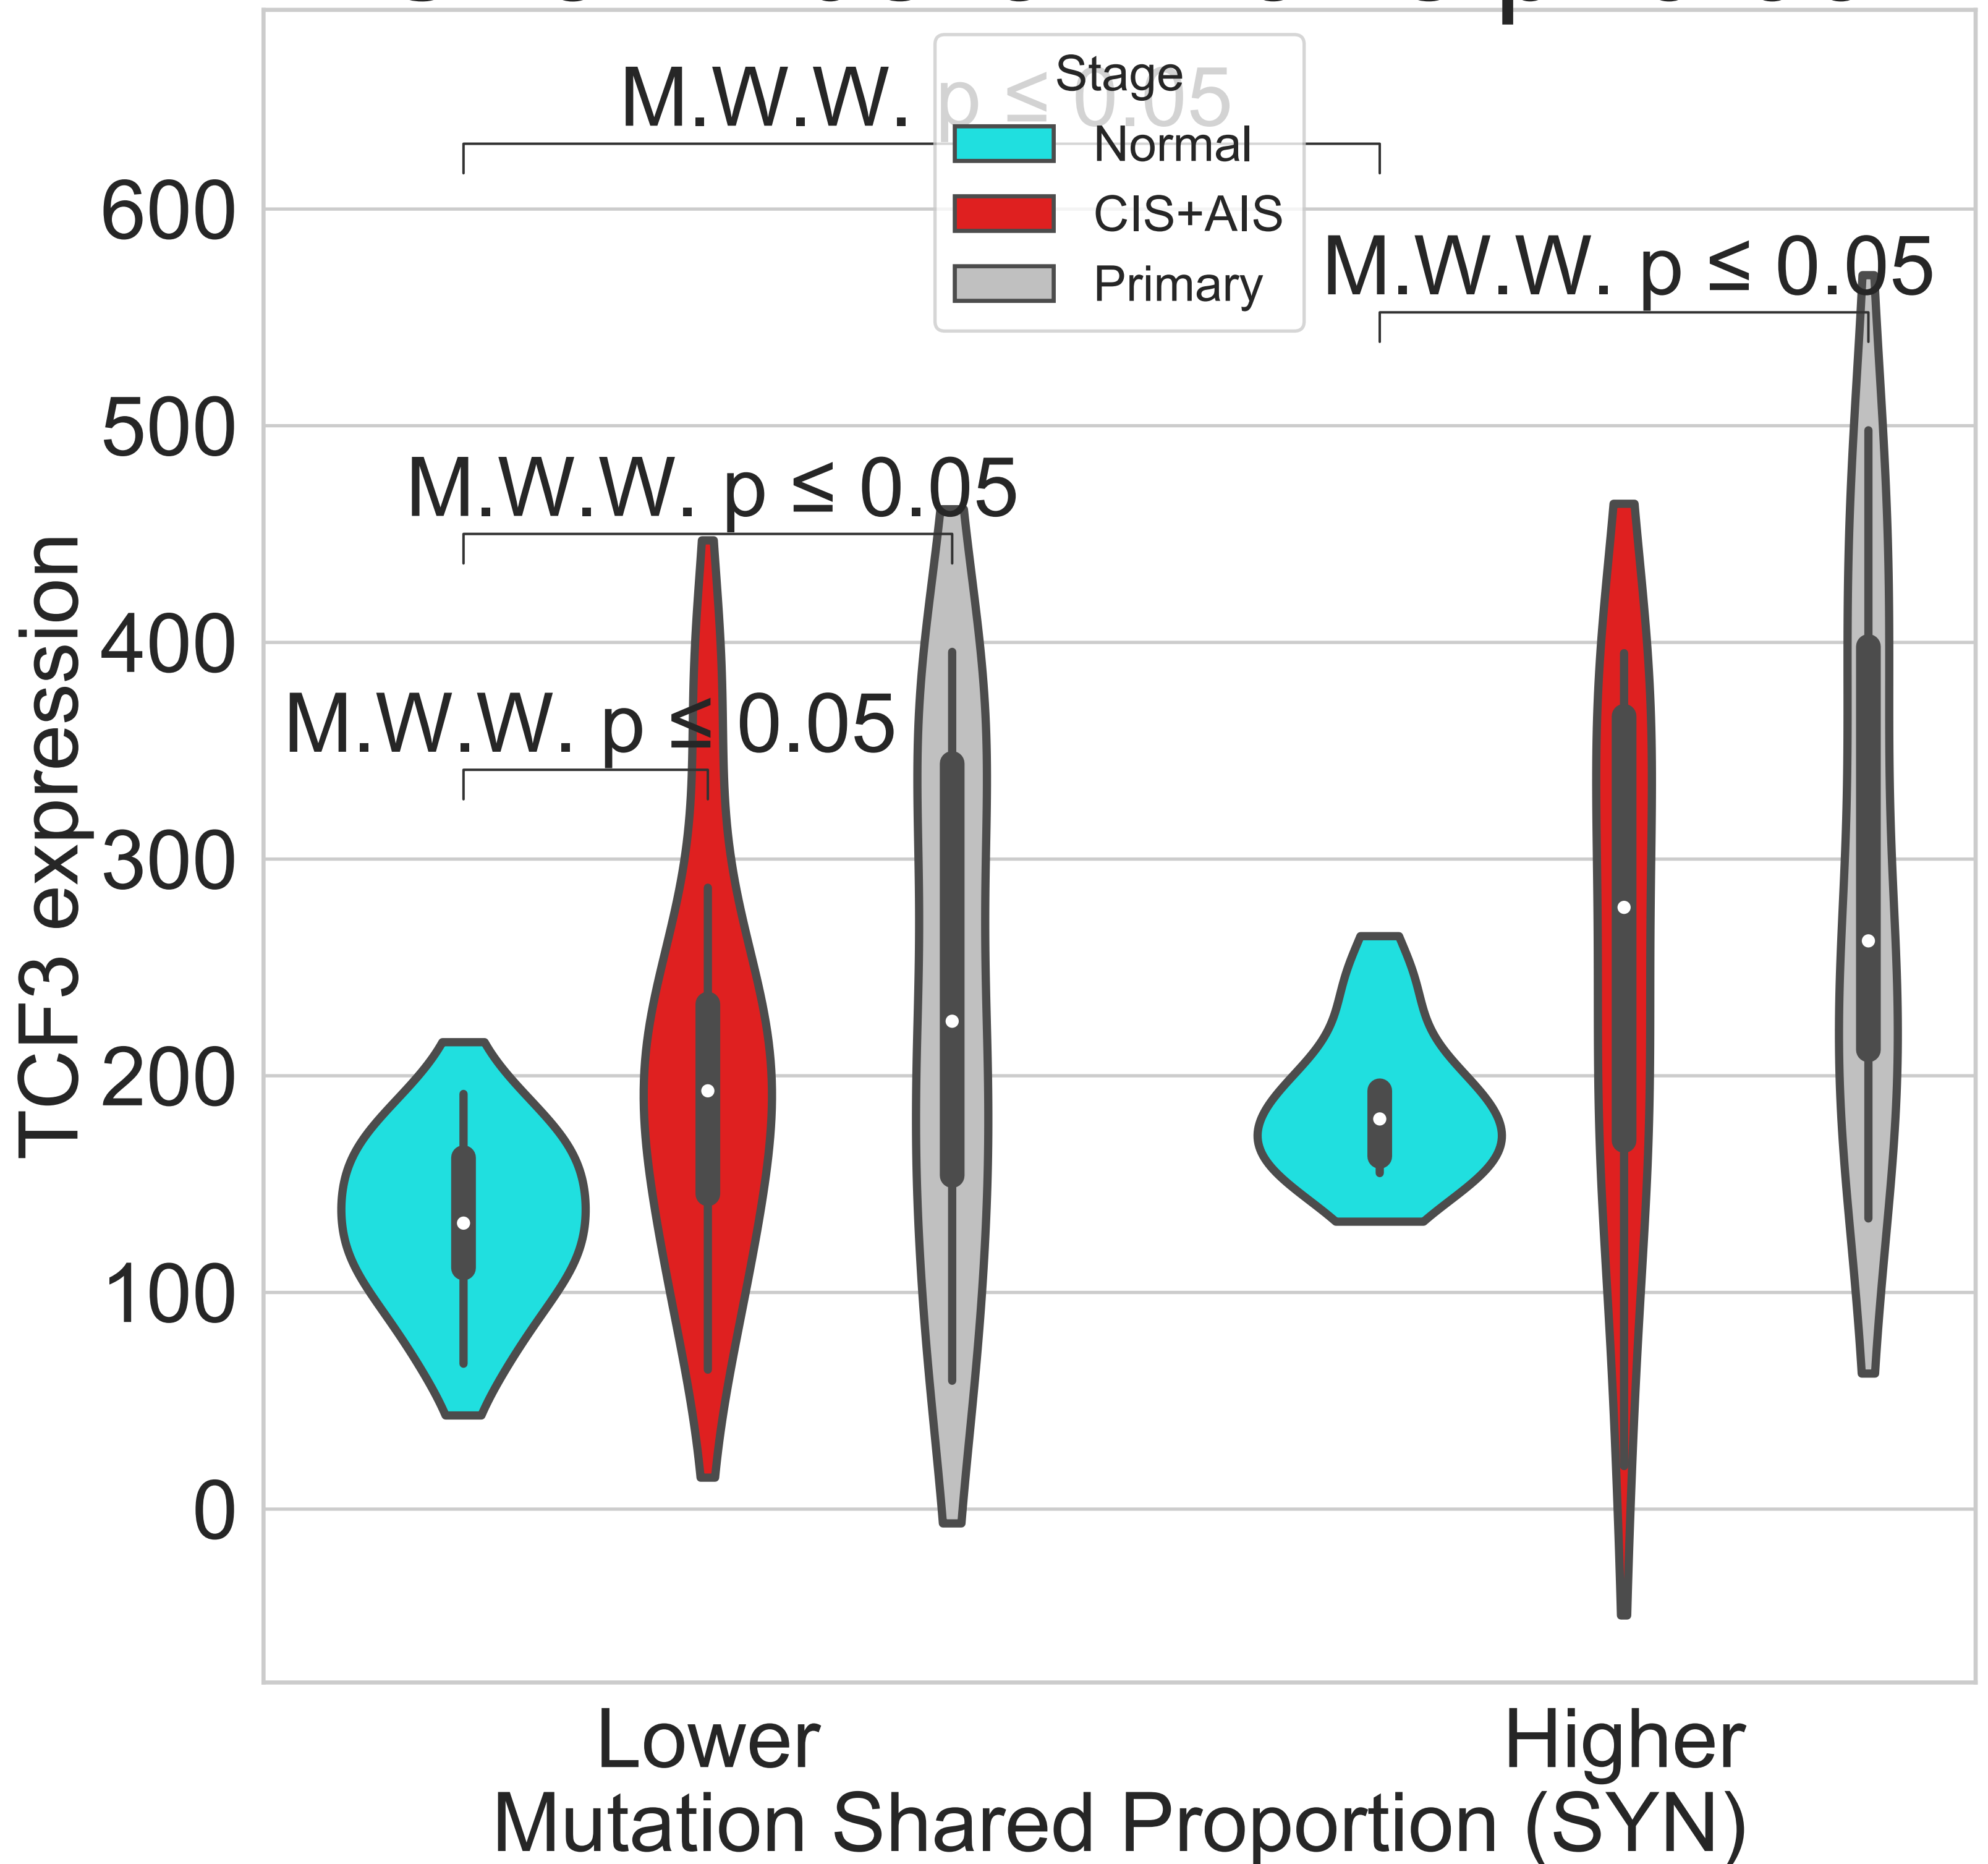 M.W.W. p ≤ 0.05
Stage
Normal
CIS+AIS
Primary
M.W.W. p ≤ 0.05
M.W.W. p ≤ 0.05
M.W.W. p ≤ 0.05
600
500
400
300
200
100
0
TCF3 expression
Lower
Higher
Mutation Shared Proportion (SYN)